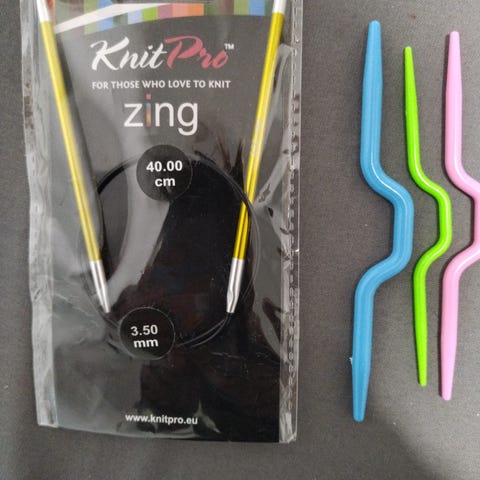 KnitPro™
FOR THOSE WHO LOVE TO KNIT
zing
40.00
cm
3.50
mm
www.knitpro.eu